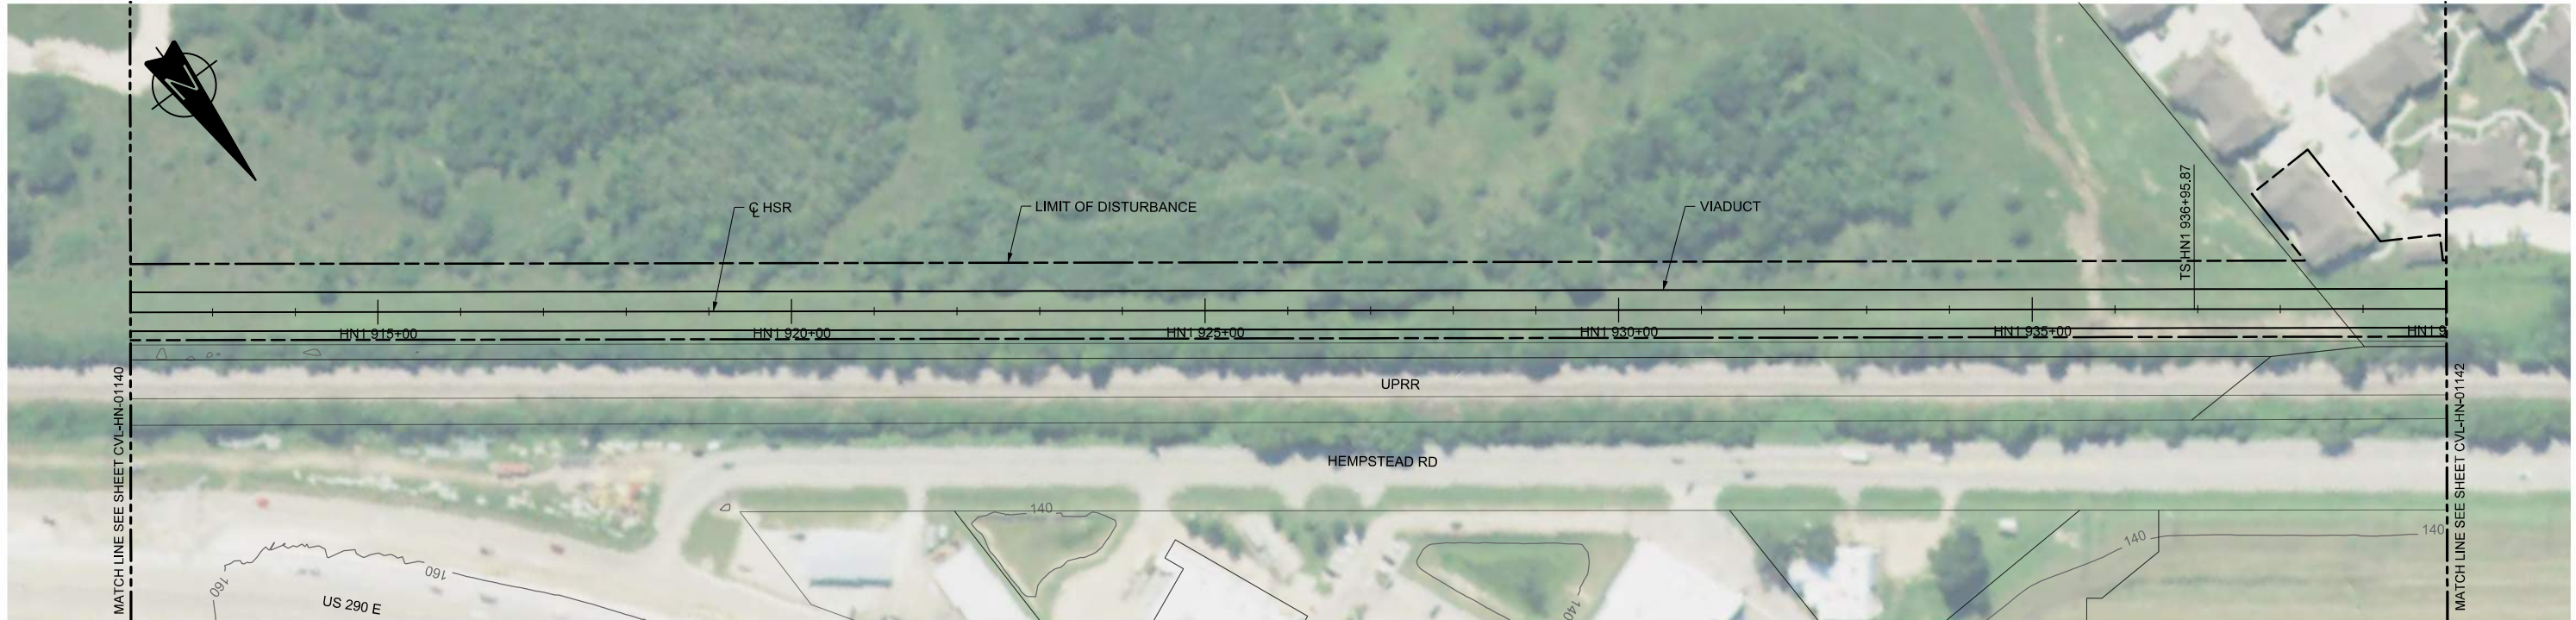 N
℄ HSR
LIMIT OF DISTURBANCE
VIADUCT
TS HN1 936+95.87
HN1 915+00
HN1 920+00
HN1 925+00
HN1 930+00
HN1 935+00
HN1 9
UPRR
HEMPSTEAD RD
MATCH LINE SEE SHEET CVL-HN-01140
MATCH LINE SEE SHEET CVL-HN-01142
140
140
140
140
160
160
US 290 E